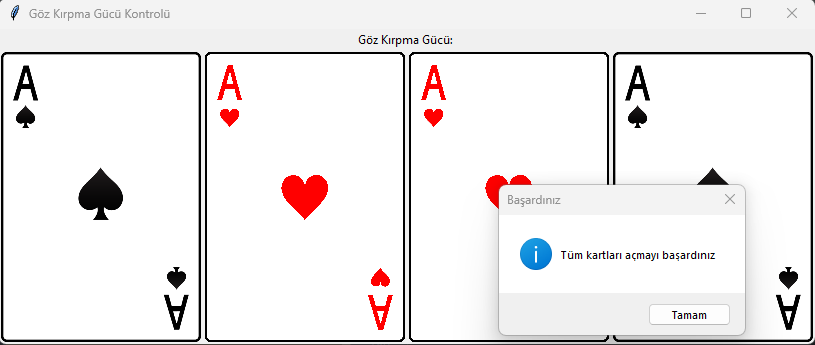 Göz Kırpma Gücü Kontrolü
Göz Kırpma Gücü:
A
A
A
A
Başardınız
Tüm kartları açmayı başardınız
Tamam
A
A
A